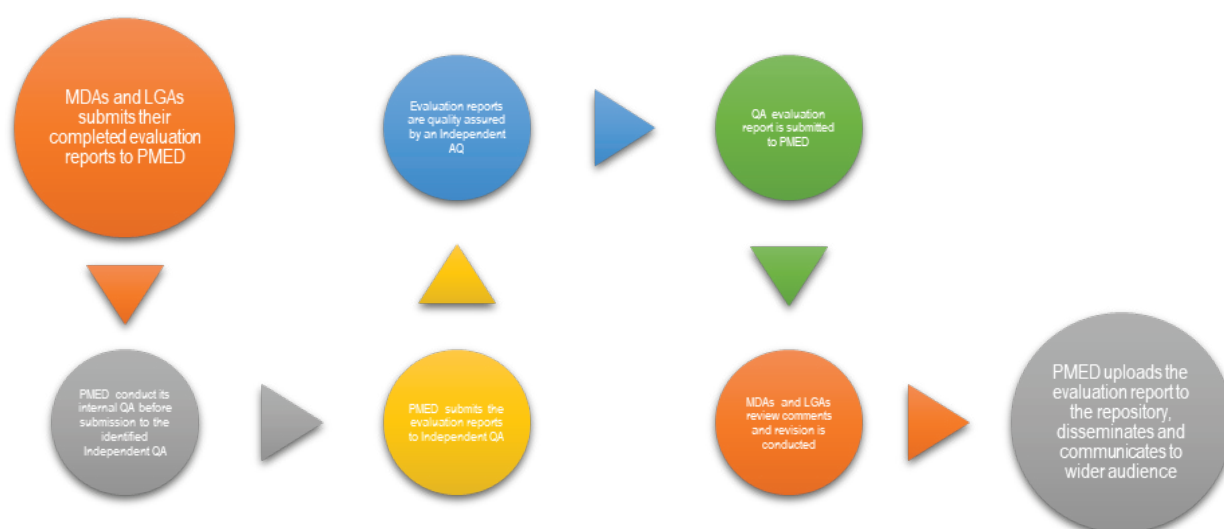 MDAs and LGAs
submits their
completed evaluation
reports to PMED
PMED conduct its
internal QA before
submission to the
identified
Independent QA
PMED submits the
evaluation reports
to Independent QA
Evaluation reports
are quality assured
by an Independent
AQ
QA evaluation
report is submitted
to PMED
MDAs and LGAs
review comments
and revision is
conducted
PMED uploads the
evaluation report to
the repository,
disseminates and
communicates to
wider audience